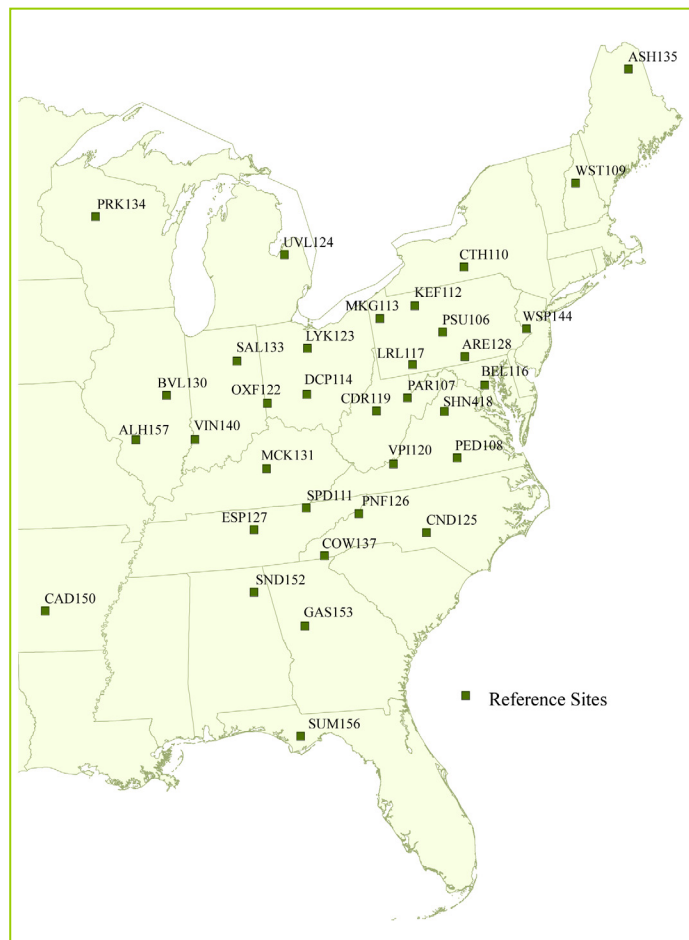 ASH135
WST109
PRK134
UVL124
CTH110
KEF112
MKG113
PSU106
WSP144
LYK123
ARE128
SAL133
LRL117
BEL116
DCP114
PAR107
BVL130
OXF122
CDR119
SHN418
ALH157
VIN140
MCK131
VPI120
PED108
SPD111
PNF126
ESP127
CND125
COW137
SND152
CAD150
GAS153
Reference Sites
SUM156